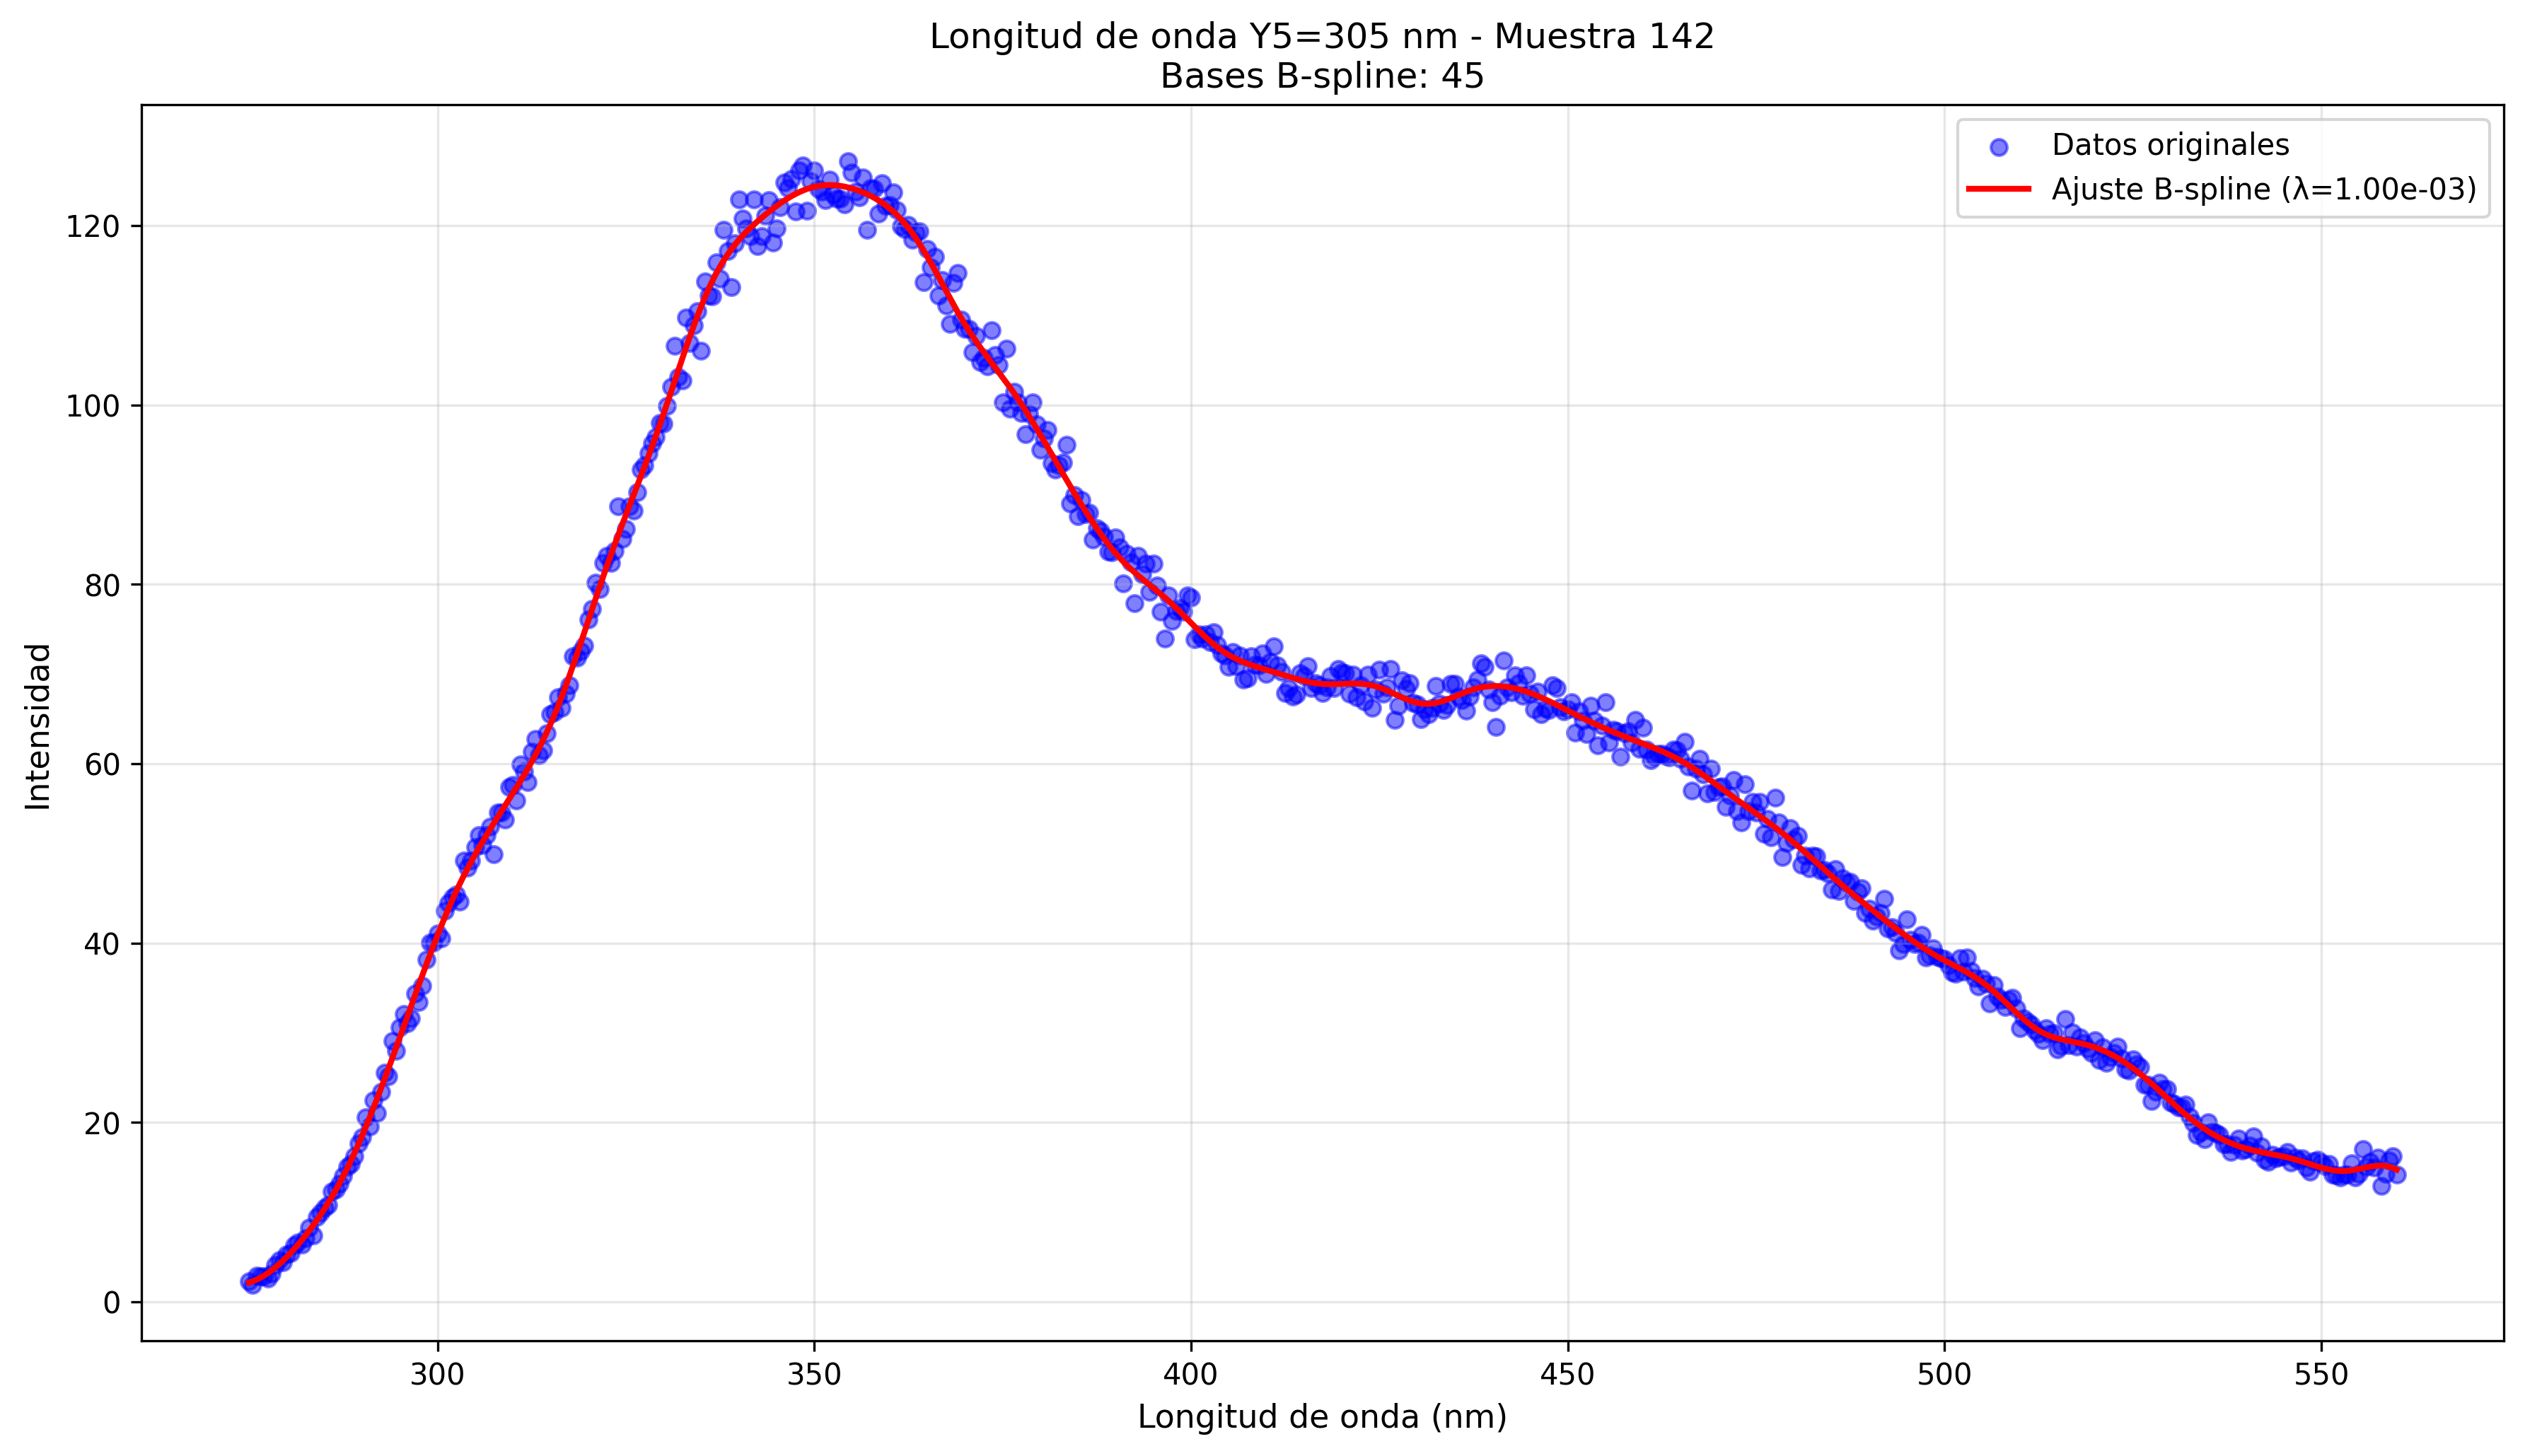 Longitud de onda Y5=305 nm - Muestra 142
Bases B-spline: 45
Datos originales
Ajuste B-spline (λ=1.00e-03)
Intensidad
120
100
80
60
40
20
0
300 350 400 450 500 550
Longitud de onda (nm)